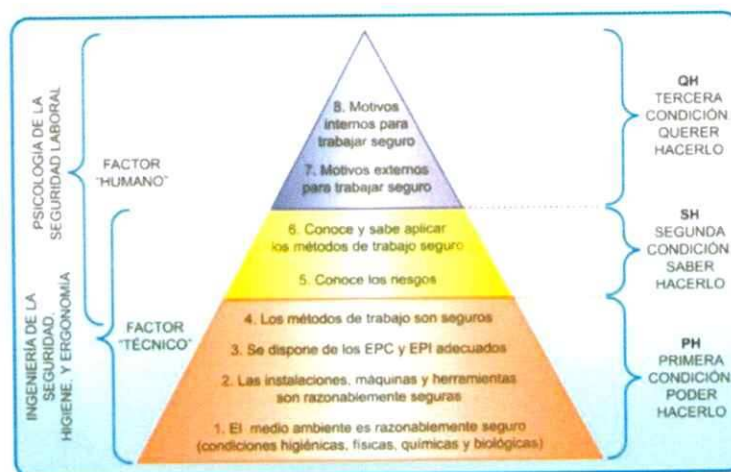 PSICOLOGÍA DE LA
SEGURIDAD LABORAL
FACTOR
"HUMANO"
INGENIERÍA DE LA
SEGURIDAD,
HIGIENE, Y ERGONOMÍA
FACTOR
"TÉCNICO"
8. Motivos
internos para
trabajar seguro
7. Motivos externos
para trabajar seguro
6. Conoce y sabe aplicar
los métodos de trabajo seguro
5. Conoce los riesgos
4. Los métodos de trabajo son seguros
3. Se dispone de los EPC y EPI adecuados
2. Las instalaciones, máquinas y herramientas
son razonablemente seguras
1. El medio ambiente es razonablemente seguro
(condiciones higiénicas, físicas, químicas y biológicas)
QH
TERCERA
CONDICIÓN
QUERER
HACERLO
SH
SEGUNDA
CONDICIÓN
SABER
HACERLO
PH
PRIMERA
CONDICIÓN
PODER
HACERLO